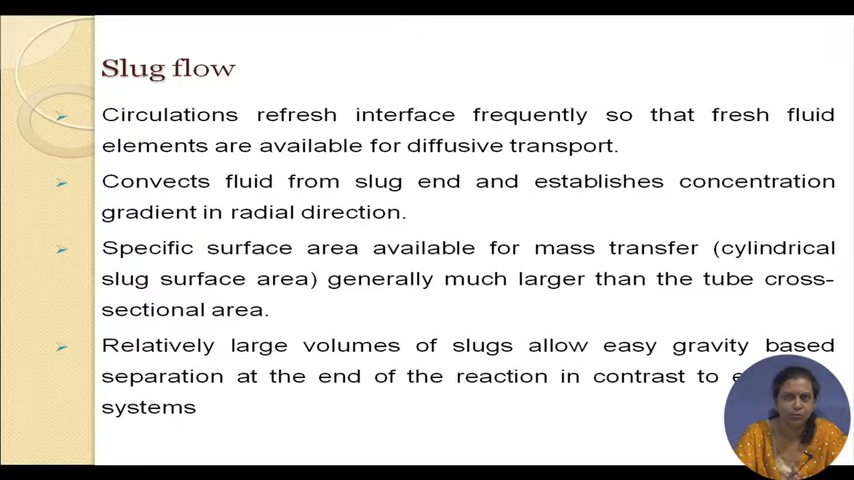 Slug flow
Circulations refresh interface frequently so that fresh fluid
elements are available for diffusive transport.
Convects fluid from slug end and establishes concentration
gradient in radial direction.
Specific surface area available for mass transfer (cylindrical
slug surface area) generally much larger than the tube cross-
sectional area.
Relatively large volumes of slugs allow easy gravity based
separation at the end of the reaction in contrast to
systems